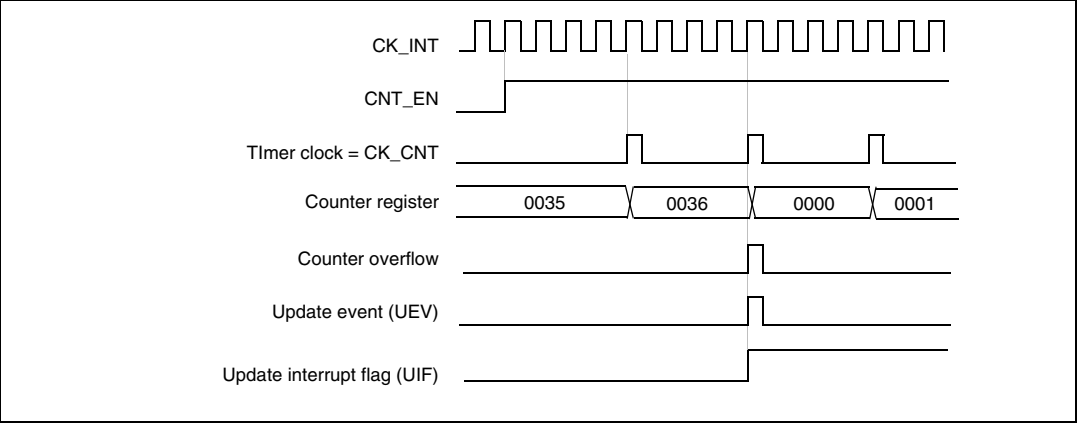 CK_INT
CNT_EN
TImer clock = CK_CNT
Counter register 0035 0036 0000 0001
Counter overflow
Update event (UEV)
Update interrupt flag (UIF)